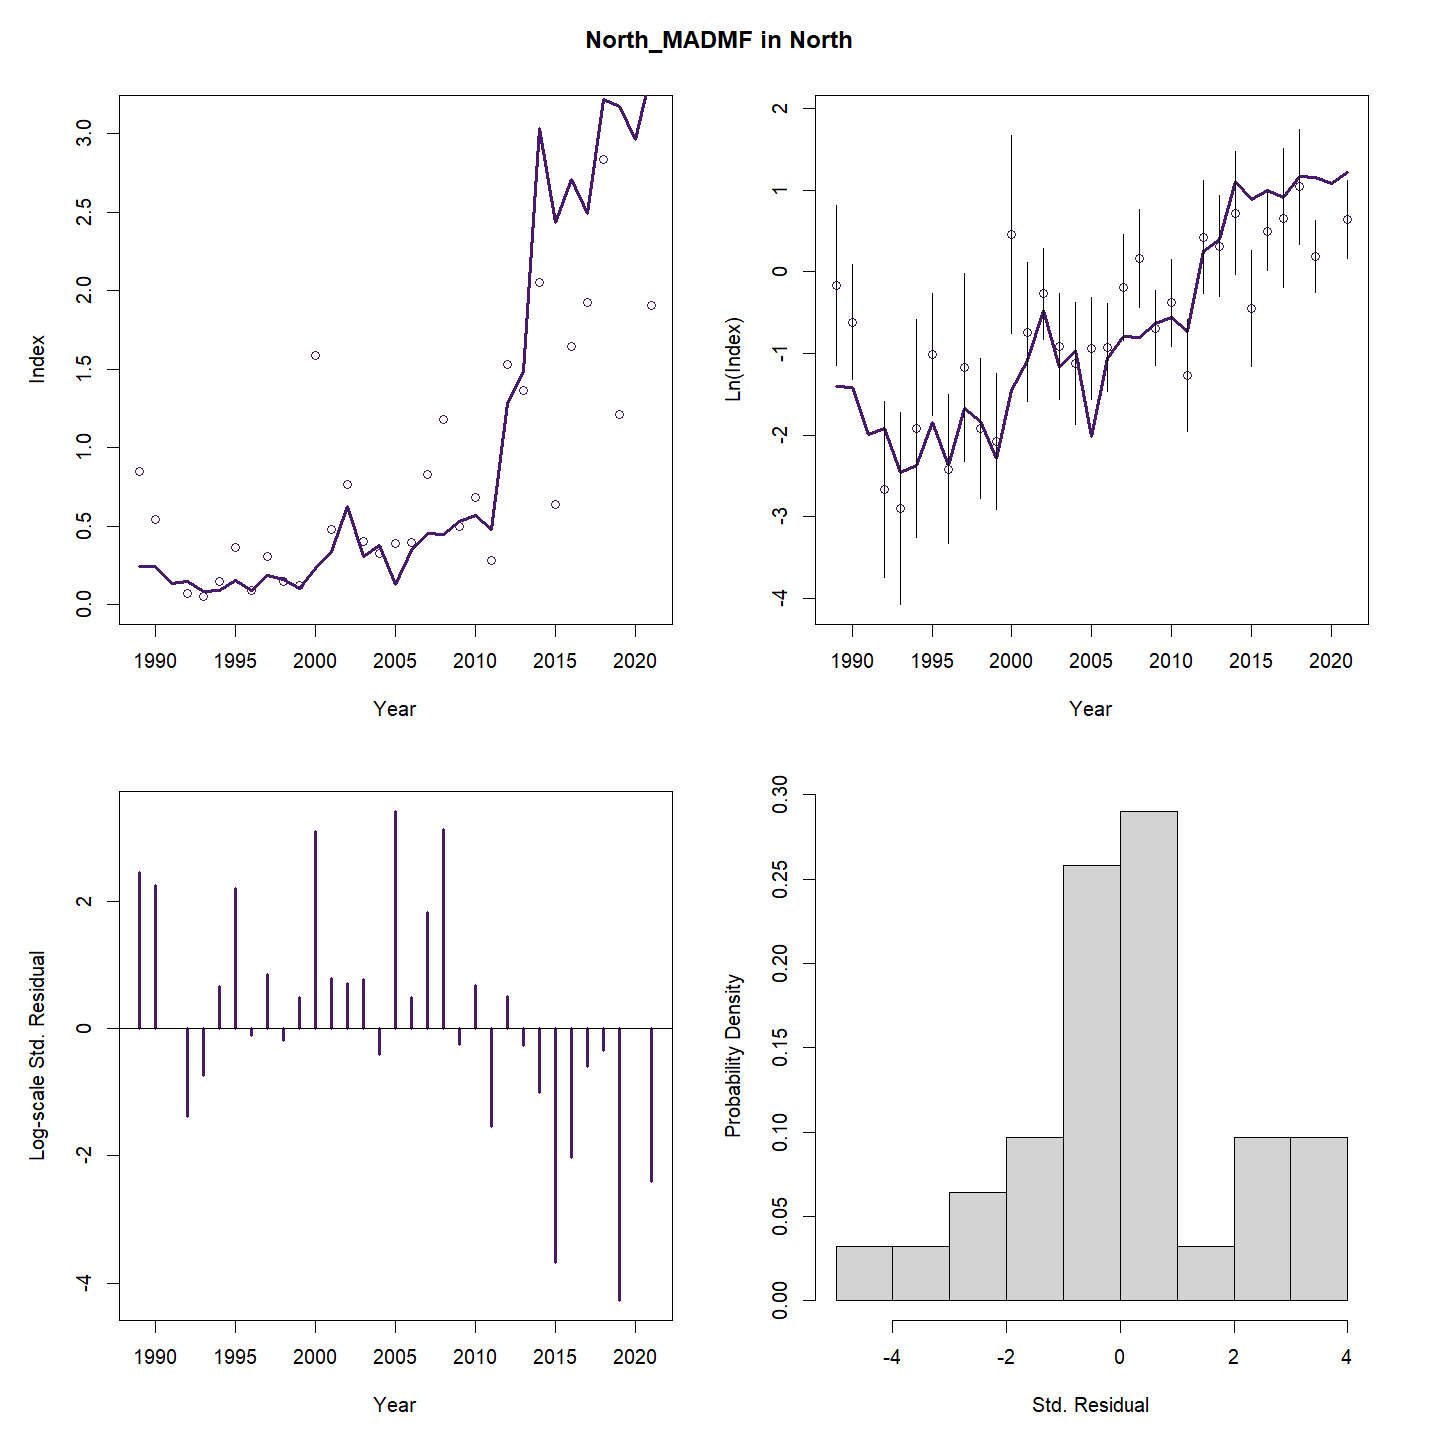 North_MADMF in North
Index
3.0
2.5
2.0
1.5
1.0
0.5
0.0
1990 1995 2000 2005 2010 2015 2020
Year
Ln(Index)
2
1
0
-1
-2
-3
-4
1990 1995 2000 2005 2010 2015 2020
Year
Log-scale Std. Residual
2
0
-2
-4
1990 1995 2000 2005 2010 2015 2020
Year
Probability Density
0.30
0.25
0.20
0.15
0.10
0.05
0.00
-4 -2 0 2 4
Std. Residual